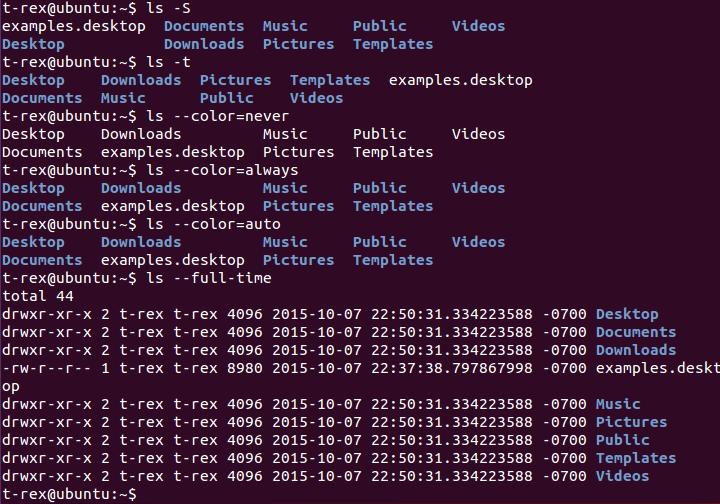 t-rex@ubuntu:~$ ls -S
examples.desktop  Documents  Music     Public     Videos
Desktop           Downloads  Pictures  Templates
t-rex@ubuntu:~$ ls -t
Desktop    Downloads  Pictures  Templates  examples.desktop
Documents  Music      Public    Videos
t-rex@ubuntu:~$ ls --color=never
Desktop    Downloads         Music     Public     Videos
Documents  examples.desktop  Pictures  Templates
t-rex@ubuntu:~$ ls --color=always
Desktop    Downloads         Music     Public     Videos
Documents  examples.desktop  Pictures  Templates
t-rex@ubuntu:~$ ls --color=auto
Desktop    Downloads         Music     Public     Videos
Documents  examples.desktop  Pictures  Templates
t-rex@ubuntu:~$ ls --full-time
total 44
drwxr-xr-x 2 t-rex t-rex 4096 2015-10-07 22:50:31.334223588 -0700 Desktop
drwxr-xr-x 2 t-rex t-rex 4096 2015-10-07 22:50:31.334223588 -0700 Documents
drwxr-xr-x 2 t-rex t-rex 4096 2015-10-07 22:50:31.334223588 -0700 Downloads
-rw-r--r-- 1 t-rex t-rex 8980 2015-10-07 22:37:38.797867998 -0700 examples.deskt
op
drwxr-xr-x 2 t-rex t-rex 4096 2015-10-07 22:50:31.334223588 -0700 Music
drwxr-xr-x 2 t-rex t-rex 4096 2015-10-07 22:50:31.334223588 -0700 Pictures
drwxr-xr-x 2 t-rex t-rex 4096 2015-10-07 22:50:31.334223588 -0700 Public
drwxr-xr-x 2 t-rex t-rex 4096 2015-10-07 22:50:31.334223588 -0700 Templates
drwxr-xr-x 2 t-rex t-rex 4096 2015-10-07 22:50:31.334223588 -0700 Videos
t-rex@ubuntu:~$